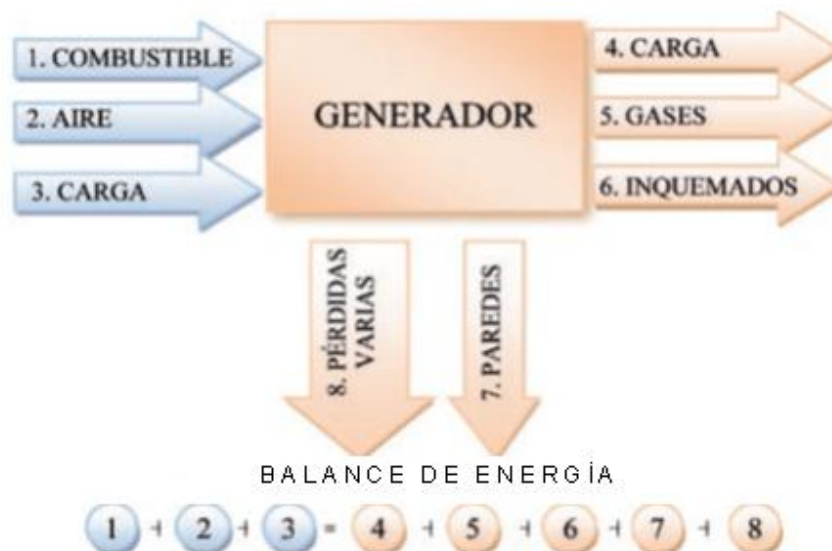 1. COMBUSTIBLE
2. AIRE
3. CARGA
GENERADOR
4. CARGA
5. GASES
6. INQUEMADOS
8. PÉRDIDAS
VARIAS
7. PAREDES
BALANCE DE ENERGÍA
1 + 2 + 3 = 4 + 5 + 6 + 7 + 8